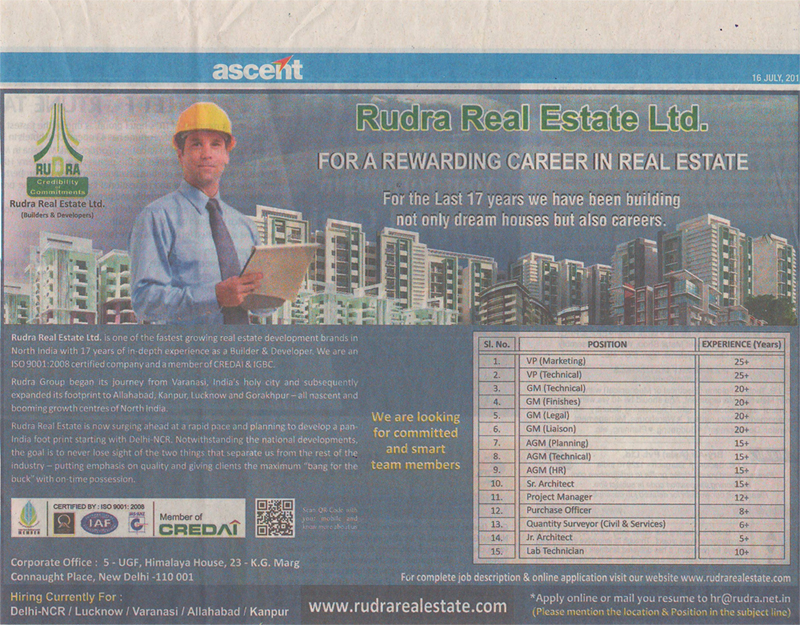 ascent
16 JULY, 201
RUDRA
Credibility
Commitments
Rudra Real Estate Ltd.
(Builders & Developers)
Rudra Real Estate Ltd.
FOR A REWARDING CAREER IN REAL ESTATE
For the Last 17 years we have been building
not only dream houses but also careers.
Rudra Real Estate Ltd. is one of the fastest growing real estate development brands in
North India with 17 years of in-depth experience as a Builder & Developer. We are an
ISO 9001:2008 certified company and a member of CREDAI & IGBC.
Rudra Group began its journey from Varanasi, India's holy city and subsequently
expanded its footprint to Allahabad, Kanpur, Lucknow and Gorakhpur – all nascent and
booming growth centres of North India.
Rudra Real Estate is now surging ahead at a rapid pace and planning to develop a pan-
India foot print starting with Delhi-NCR. Notwithstanding the national developments,
the goal is to never lose sight of the two things that separate us from the rest of the
industry – putting emphasis on quality and giving clients the maximum "bang for the
buck" with on-time possession.
We are looking
for committed
and smart
team members
Sl. No. POSITION EXPERIENCE (Years)
1. VP (Marketing) 25+
2. VP (Technical) 25+
3. GM (Technical) 20+
4. GM (Finishes) 20+
5. GM (Legal) 20+
6. GM (Liaison) 20+
7. AGM (Planning) 15+
8. AGM (Technical) 15+
9. AGM (HR) 15+
10. Sr. Architect 15+
11. Project Manager 12+
12. Purchase Officer 8+
13. Quantity Surveyor (Civil & Services) 6+
14. Jr. Architect 5+
15. Lab Technician 10+
MEMBER
CERTIFIED BY : ISO 9001: 2008
IAF
Member of
CREDAI
Scan QR Code with
your mobile and
know more about us
Corporate Office : 5 - UGF, Himalaya House, 23 - K.G. Marg
Connaught Place, New Delhi -110 001
For complete job description & online application visit our website www.rudrarealestate.com
Hiring Currently For :
Delhi-NCR / Lucknow / Varanasi / Allahabad / Kanpur
www.rudrarealestate.com
*Apply online or mail you resume to hr@rudra.net.in
(Please mention the location & Position in the subject line)